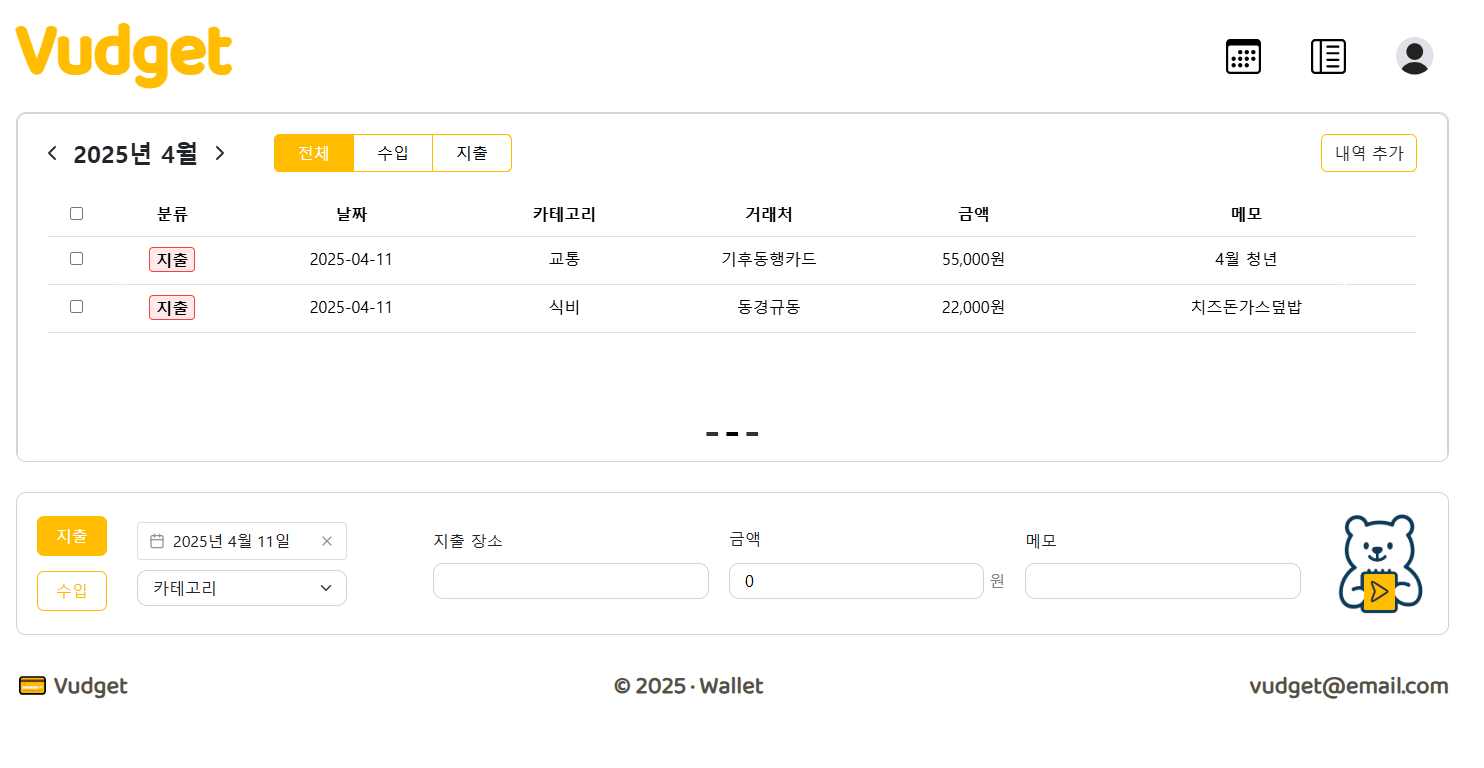 Vudget
2025년 4월 전체 수입 지출 내역 추가
분류 날짜 카테고리 거래처 금액 메모
지출 2025-04-11 교통 기후동행카드 55,000원 4월 청년
지출 2025-04-11 식비 동경규동 22,000원 치즈돈가스덮밥
지출 2025년 4월 11일 지출 장소 금액 메모
수입 카테고리 0 원
Vudget © 2025 · Wallet vudget@email.com